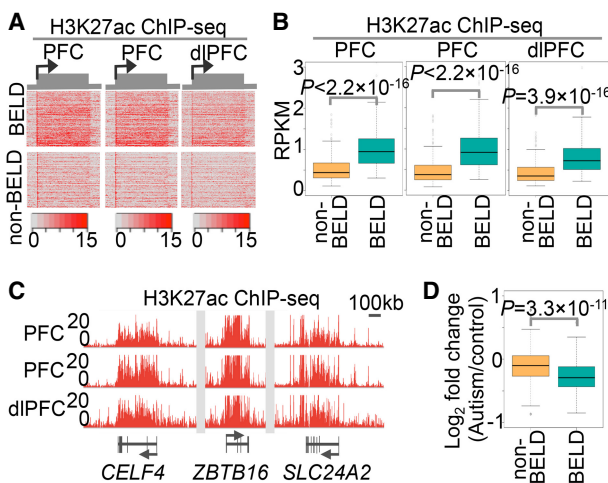 A
H3K27ac ChIP-seq
PFC PFC dlPFC
BELD
non-BELD
0 15 0 15 0 15
B
H3K27ac ChIP-seq
PFC PFC dlPFC
RPKM
3
2
1
0
P<2.2×10-16
P<2.2×10-16
P=3.9×10-16
non-BELD
BELD
non-BELD
BELD
non-BELD
BELD
C
H3K27ac ChIP-seq
100kb
PFC 20
0
PFC 20
0
dlPFC 20
0
CELF4 ZBTB16 SLC24A2
D
P=3.3×10-11
Log2 fold change
(Autism/control)
1
0
-1
non-BELD
BELD